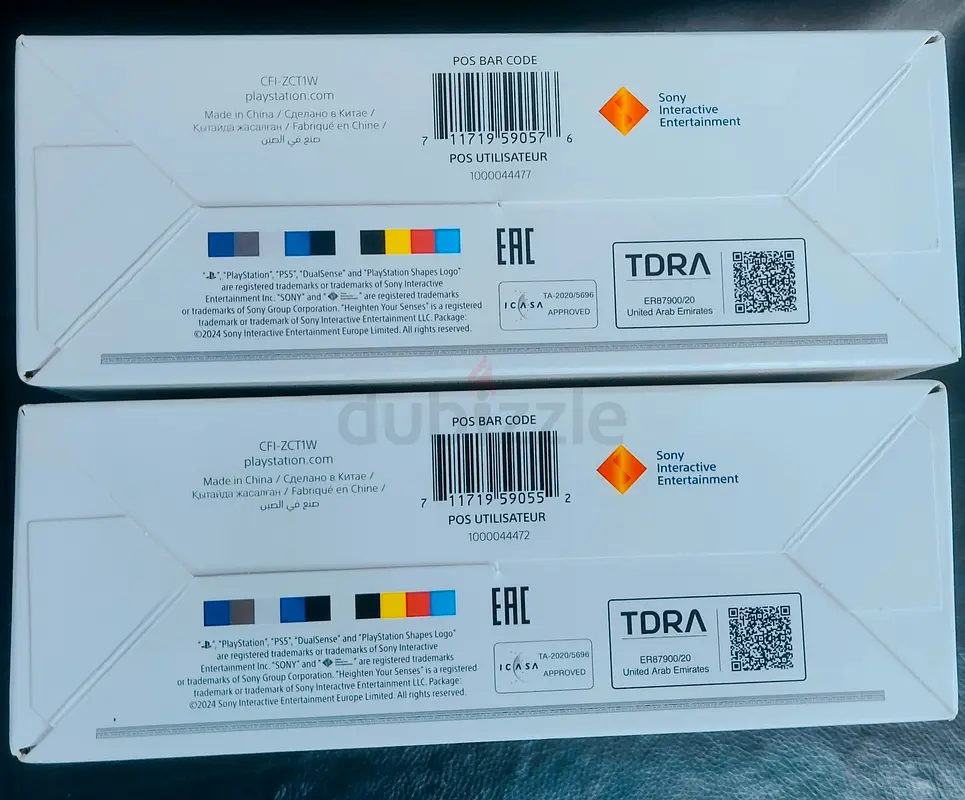 POS BAR CODE
CFI-ZCT1W
playstation.com
Made in China / Сделано в Китае /
Қытайда жасалған / Fabriqué en Chine /
صنع في الصين
7 11719 59057 6
POS UTILISATEUR
1000044477
Sony
Interactive
Entertainment
EAC
"PlayStation", "PS5", "DualSense" and "PlayStation Shapes Logo"
are registered trademarks or trademarks of Sony Interactive
Entertainment Inc. "SONY" and " " are registered trademarks
or trademarks of Sony Group Corporation. "Heighten Your Senses" is a registered
trademark or trademark of Sony Interactive Entertainment LLC. Package:
©2024 Sony Interactive Entertainment Europe Limited. All rights reserved.
ICASA
TA-2020/5696
APPROVED
TDRA
ER87900/20
United Arab Emirates
dubizzle
POS BAR CODE
CFI-ZCT1W
playstation.com
Made in China / Сделано в Китае /
Қытайда жасалған / Fabriqué en Chine /
صنع في الصين
7 11719 59055 2
POS UTILISATEUR
1000044472
Sony
Interactive
Entertainment
EAC
"PlayStation", "PS5", "DualSense" and "PlayStation Shapes Logo"
are registered trademarks or trademarks of Sony Interactive
Entertainment Inc. "SONY" and " " are registered trademarks
or trademarks of Sony Group Corporation. "Heighten Your Senses" is a registered
trademark or trademark of Sony Interactive Entertainment LLC. Package:
©2024 Sony Interactive Entertainment Europe Limited. All rights reserved.
ICASA
TA-2020/5696
APPROVED
TDRA
ER87900/20
United Arab Emirates